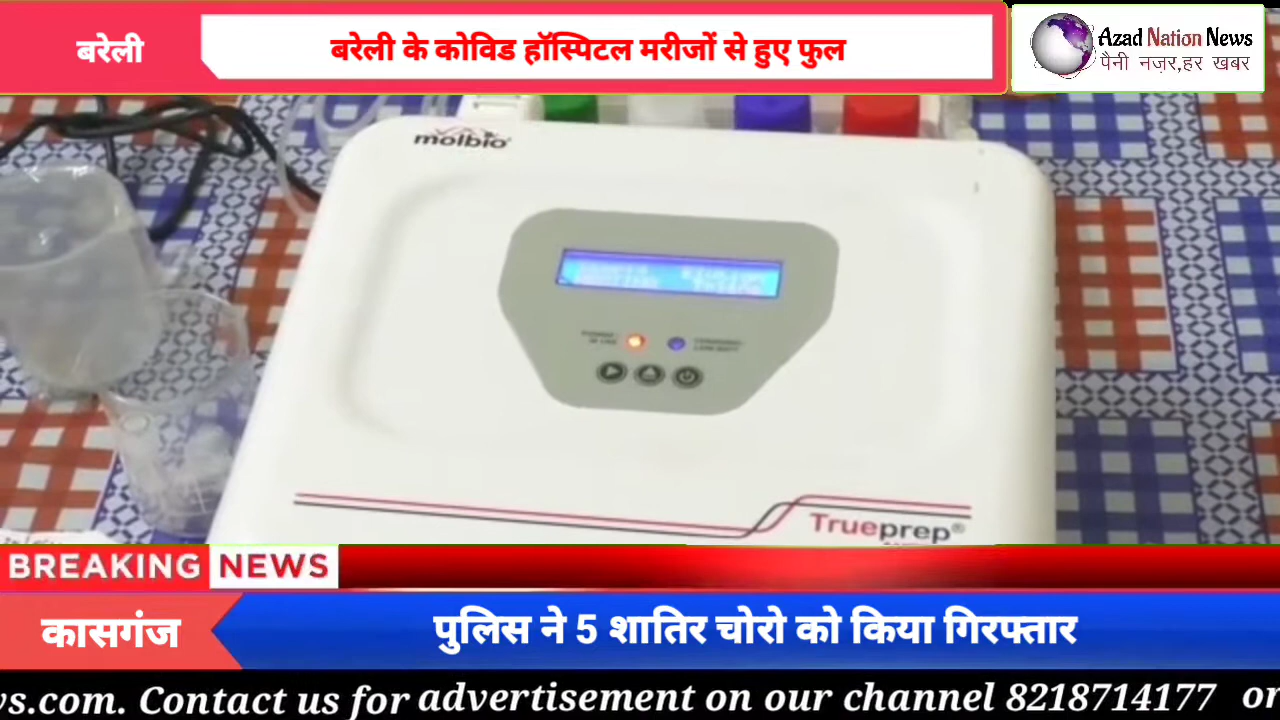 बरेली
बरेली के कोविड हॉस्पिटल मरीजों से हुए फुल
Azad Nation News
पैनी नज़र,हर खबर
molbio
Trueprep®
BREAKING NEWS
कासगंज
पुलिस ने 5 शातिर चोरो को किया गिरफ्तार
ws.com. Contact us for advertisement on our channel 8218714177 or